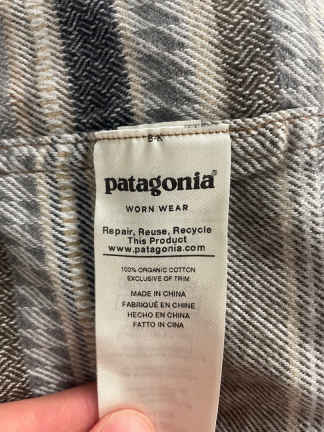 B-K
patagonia®
WORN WEAR
Repair, Reuse, Recycle
This Product
www.patagonia.com
100% ORGANIC COTTON
EXCLUSIVE OF TRIM
MADE IN CHINA
FABRIQUÉ EN CHINE
HECHO EN CHINA
FATTO IN CINA